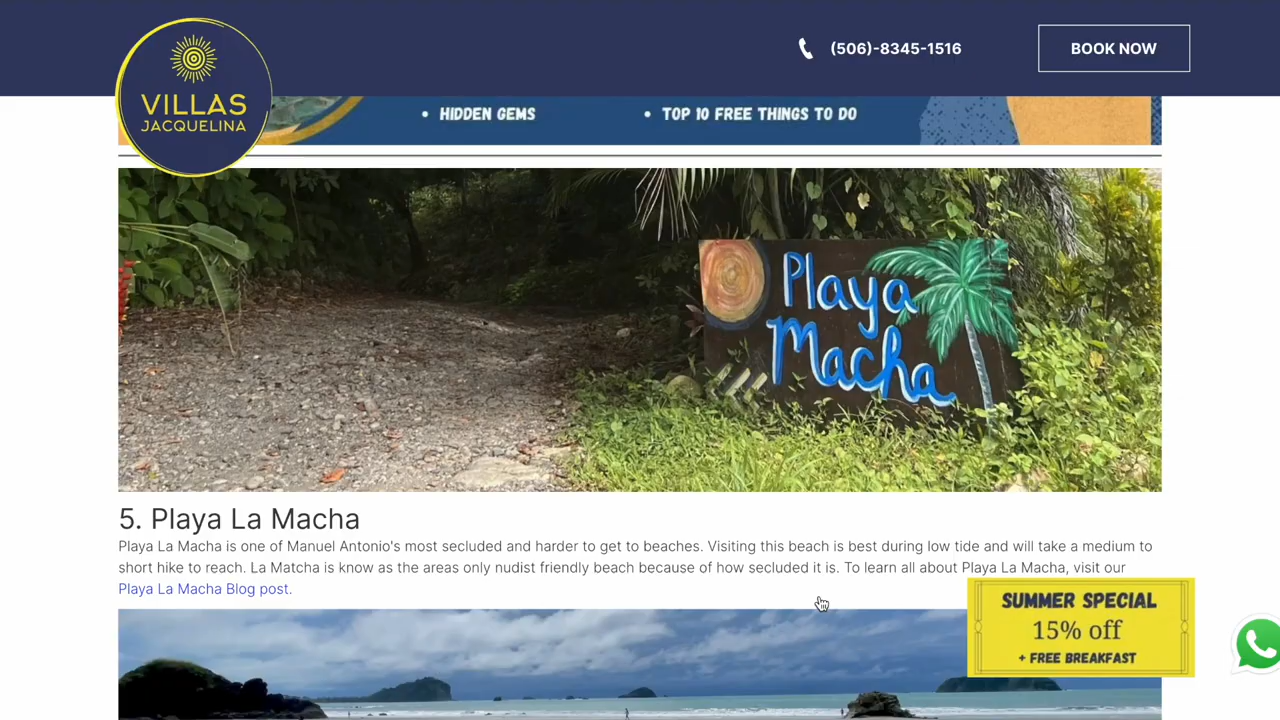 VILLAS
JACQUELINA
(506)-8345-1516
BOOK NOW
• HIDDEN GEMS
• TOP 10 FREE THINGS TO DO
Playa
Macha
5. Playa La Macha
Playa La Macha is one of Manuel Antonio's most secluded and harder to get to beaches. Visiting this beach is best during low tide and will take a medium to
short hike to reach. La Matcha is know as the areas only nudist friendly beach because of how secluded it is. To learn all about Playa La Macha, visit our
Playa La Macha Blog post.
SUMMER SPECIAL
15% off
+ FREE BREAKFAST